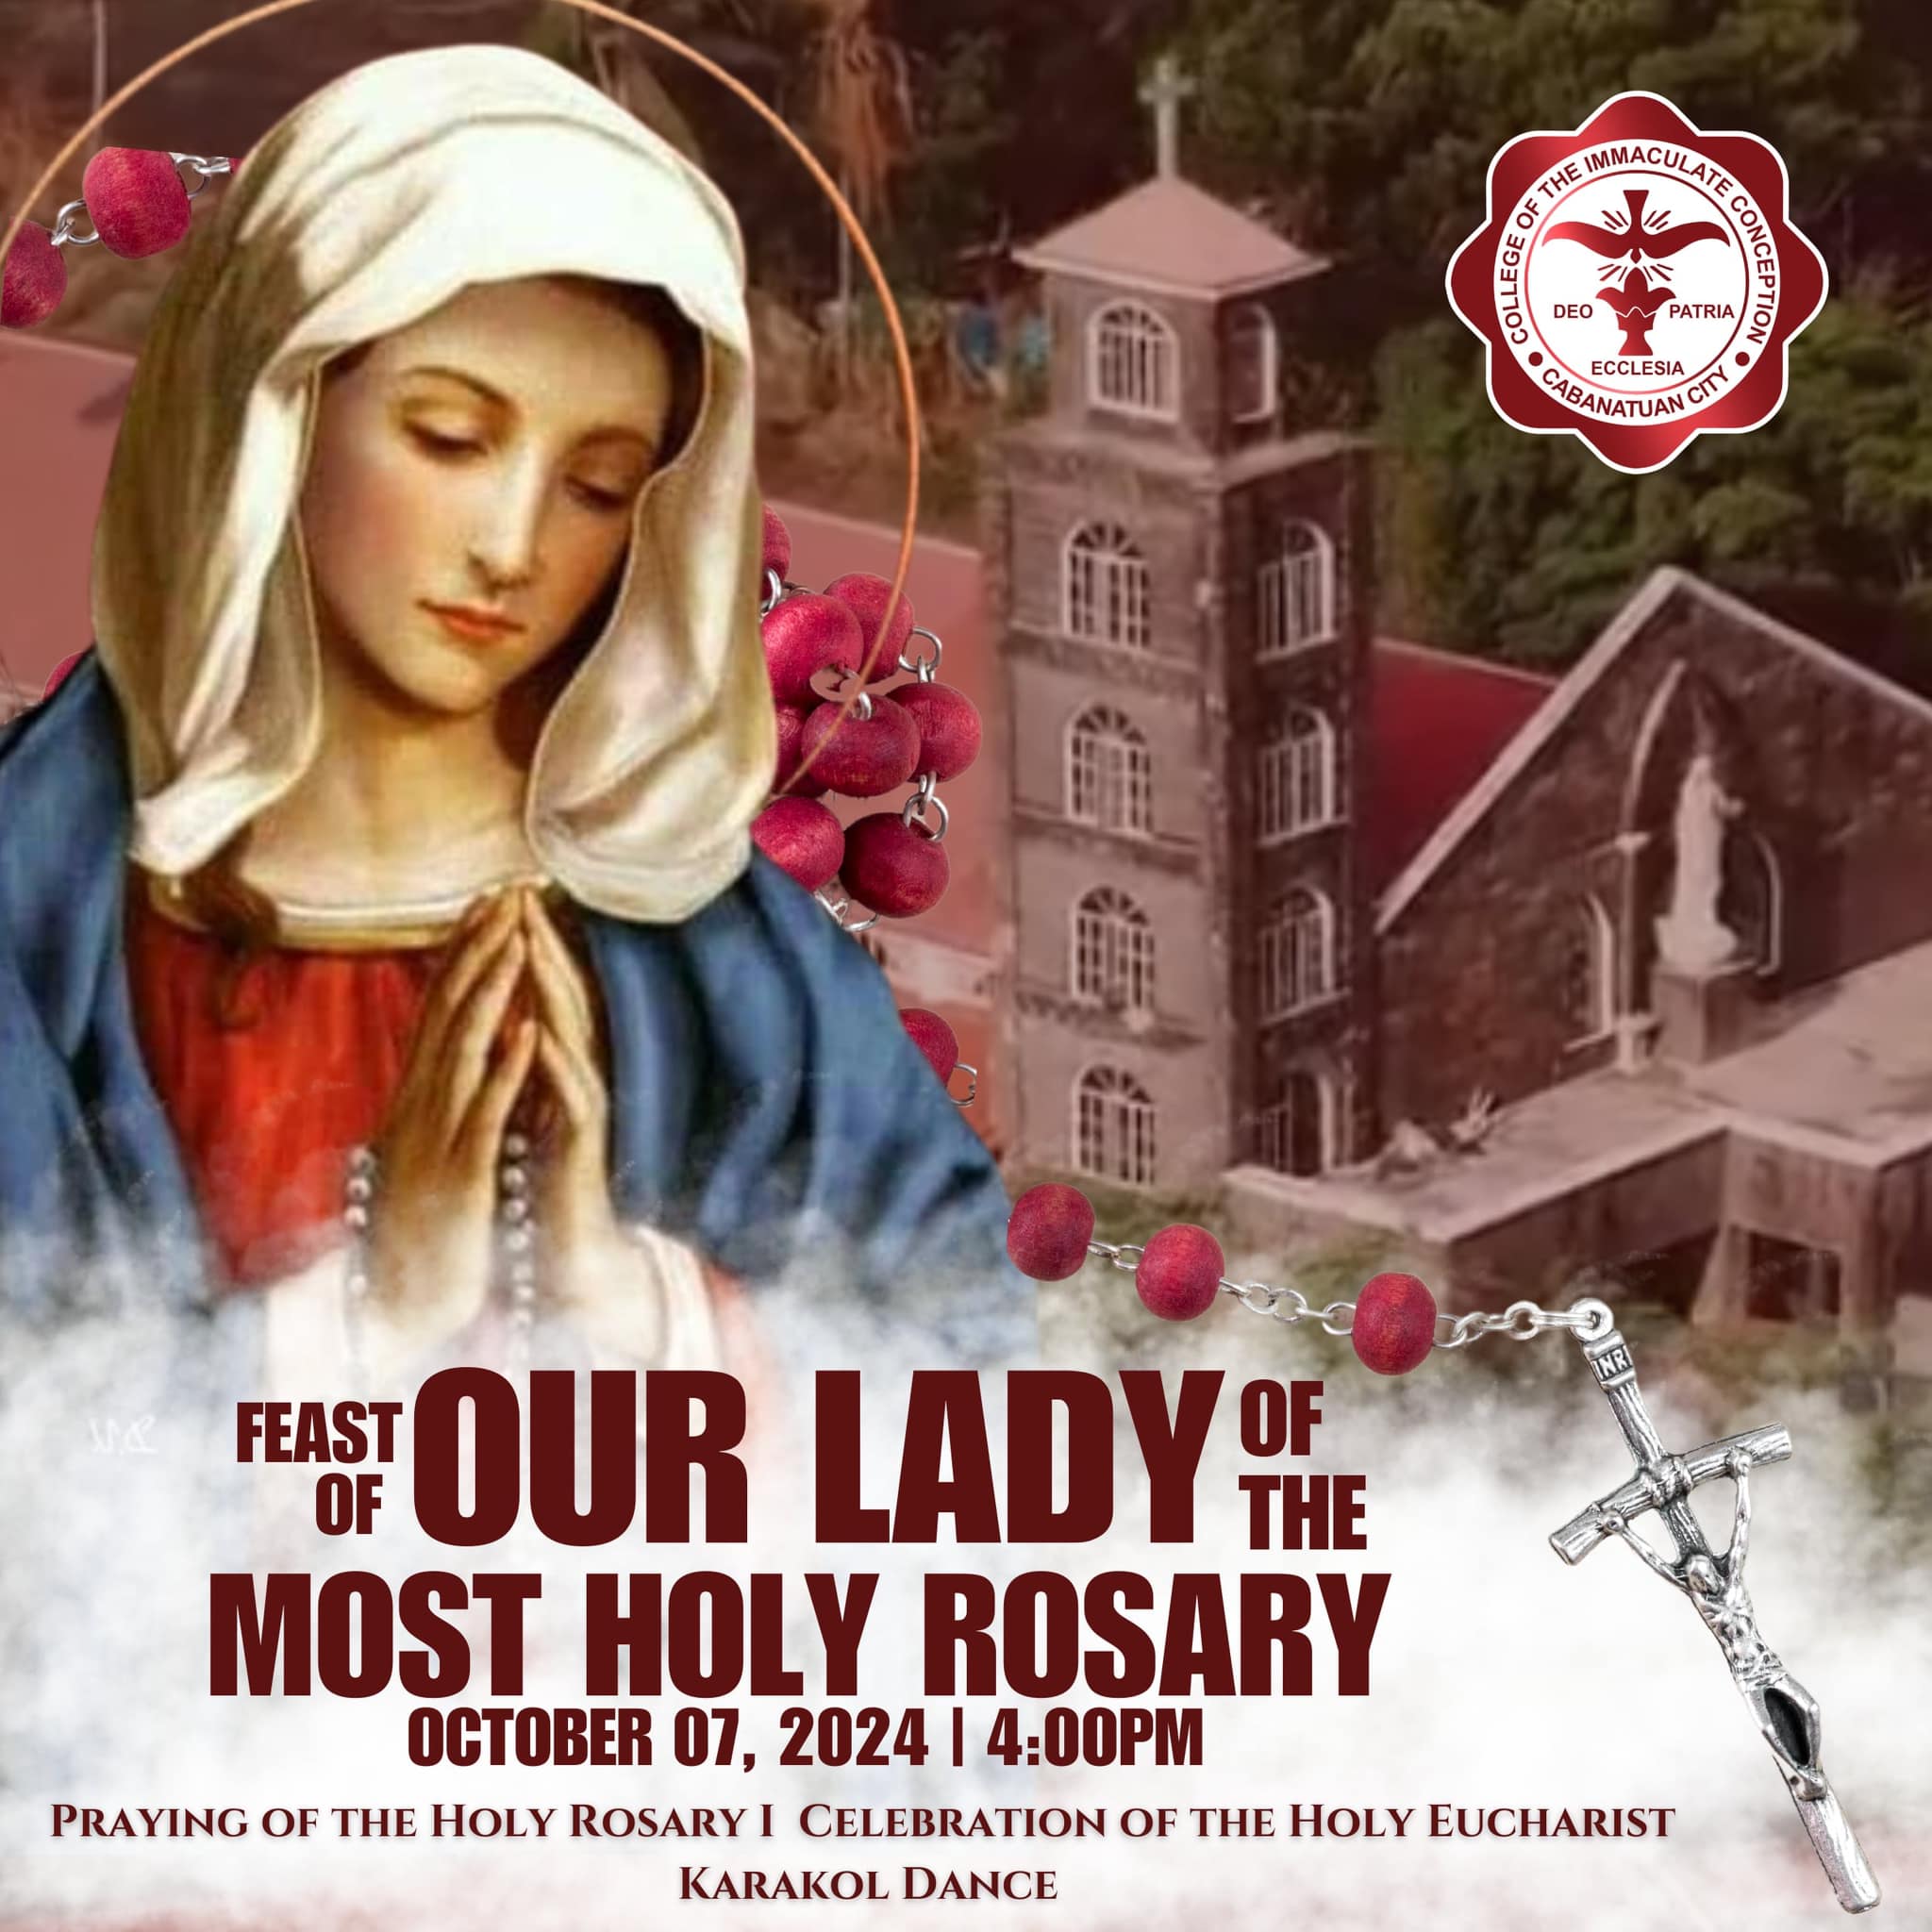 COLLEGE OF THE IMMACULATE CONCEPTION
DEO PATRIA
ECCLESIA
CABANATUAN CITY
INRI
FEAST OF OUR LADY OF THE
MOST HOLY ROSARY
OCTOBER 07, 2024 | 4:00PM
PRAYING OF THE HOLY ROSARY I CELEBRATION OF THE HOLY EUCHARIST
KARAKOL DANCE